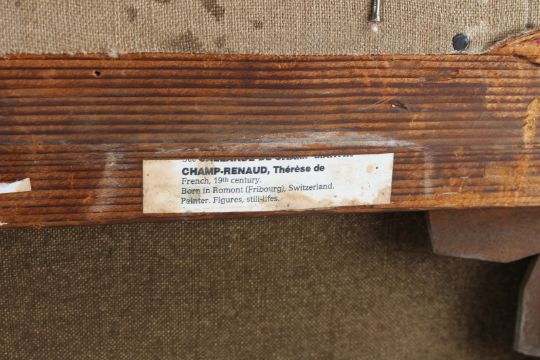 CHAMP-RENAUD, Thérèse de
French, 19th century.
Born in Romont (Fribourg), Switzerland.
Painter. Figures, still-lifes.